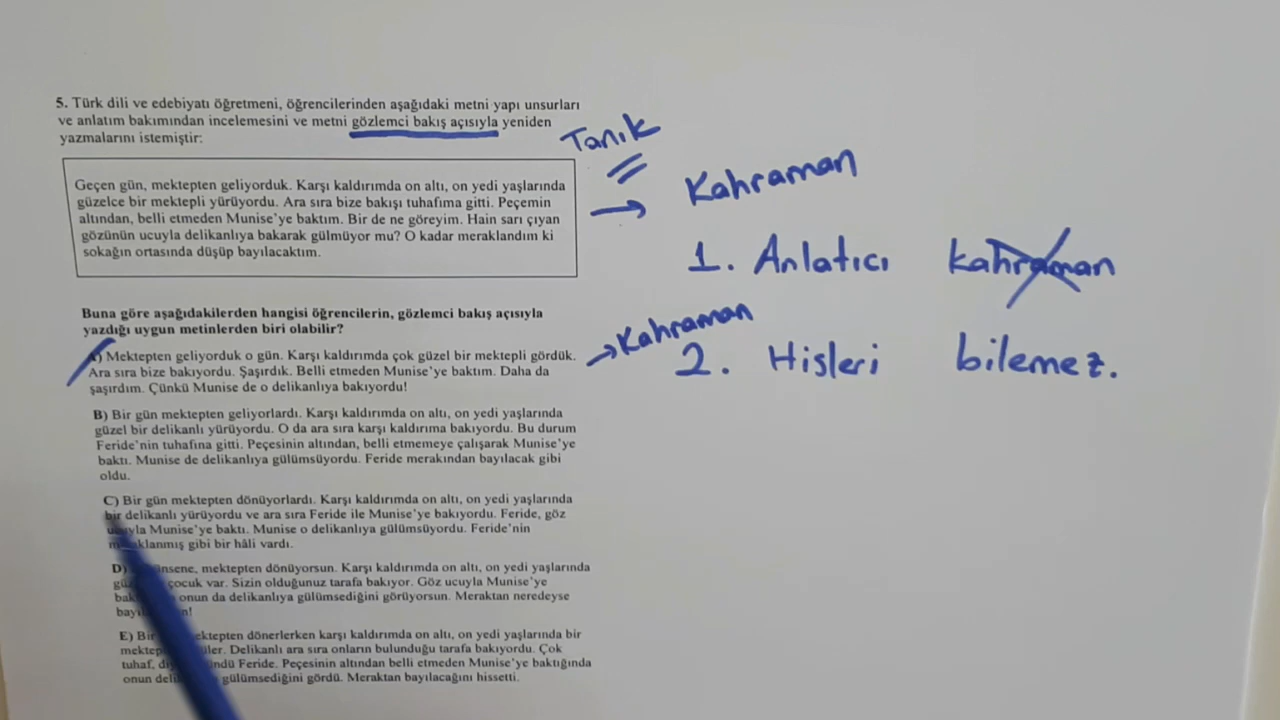 5. Türk dili ve edebiyatı öğretmeni, öğrencilerinden aşağıdaki metni yapı unsurları
ve anlatım bakımından incelemesini ve metni gözlemci bakış açısıyla yeniden
yazmalarını istemiştir:
Geçen gün, mektepten geliyorduk. Karşı kaldırımda on altı, on yedi yaşlarında
güzelce bir mektepli yürüyordu. Ara sıra bize bakışı tuhafıma gitti. Peçemin
altından, belli etmeden Munise'ye baktım. Bir de ne göreyim. Hain sarı çıyan
gözünün ucuyla delikanlıya bakarak gülmüyor mu? O kadar meraklandım ki
sokağın ortasında düşüp bayılacaktım.
Tanık
Kahraman
1. Anlatıcı kahraman
Kahraman
2. Hisleri bilemez.
Buna göre aşağıdakilerden hangisi öğrencilerin, gözlemci bakış açısıyla
yazdığı uygun metinlerden biri olabilir?
A) Mektepten geliyorduk o gün. Karşı kaldırımda çok güzel bir mektepli gördük.
Ara sıra bize bakıyordu. Şaşırdık. Belli etmeden Munise'ye baktım. Daha da
şaşırdım. Çünkü Munise de o delikanlıya bakıyordu!
B) Bir gün mektepten geliyorlardı. Karşı kaldırımda on altı, on yedi yaşlarında
güzel bir delikanlı yürüyordu. O da ara sıra karşı kaldırıma bakıyordu. Bu durum
Feride'nin tuhafına gitti. Peçesinin altından, belli etmemeye çalışarak Munise'ye
baktı. Munise de delikanlıya gülümsüyordu. Feride merakından bayılacak gibi
oldu.
C) Bir gün mektepten dönüyorlardı. Karşı kaldırımda on altı, on yedi yaşlarında
bir delikanlı yürüyordu ve ara sıra Feride ile Munise'ye bakıyordu. Feride, göz
ucuyla Munise'ye baktı. Munise o delikanlıya gülümsüyordu. Feride'nin
meraklanmış gibi bir hâli vardı.
D) mektepten dönüyorsun. Karşı kaldırımda on altı, on yedi yaşlarında
çocuk var. Sizin olduğunuz tarafa bakıyor. Göz ucuyla Munise'ye
onun da delikanlıya gülümsediğini görüyorsun. Meraktan neredeyse
E) Bir dönerlerken karşı kaldırımda on altı, on yedi yaşlarında bir
Delikanlı ara sıra onların bulunduğu tarafa bakıyordu. Çok
tuhaf, Feride. Peçesinin altından belli etmeden Munise'ye baktığında
onun gülümsediğini gördü. Meraktan bayılacağını hissetti.